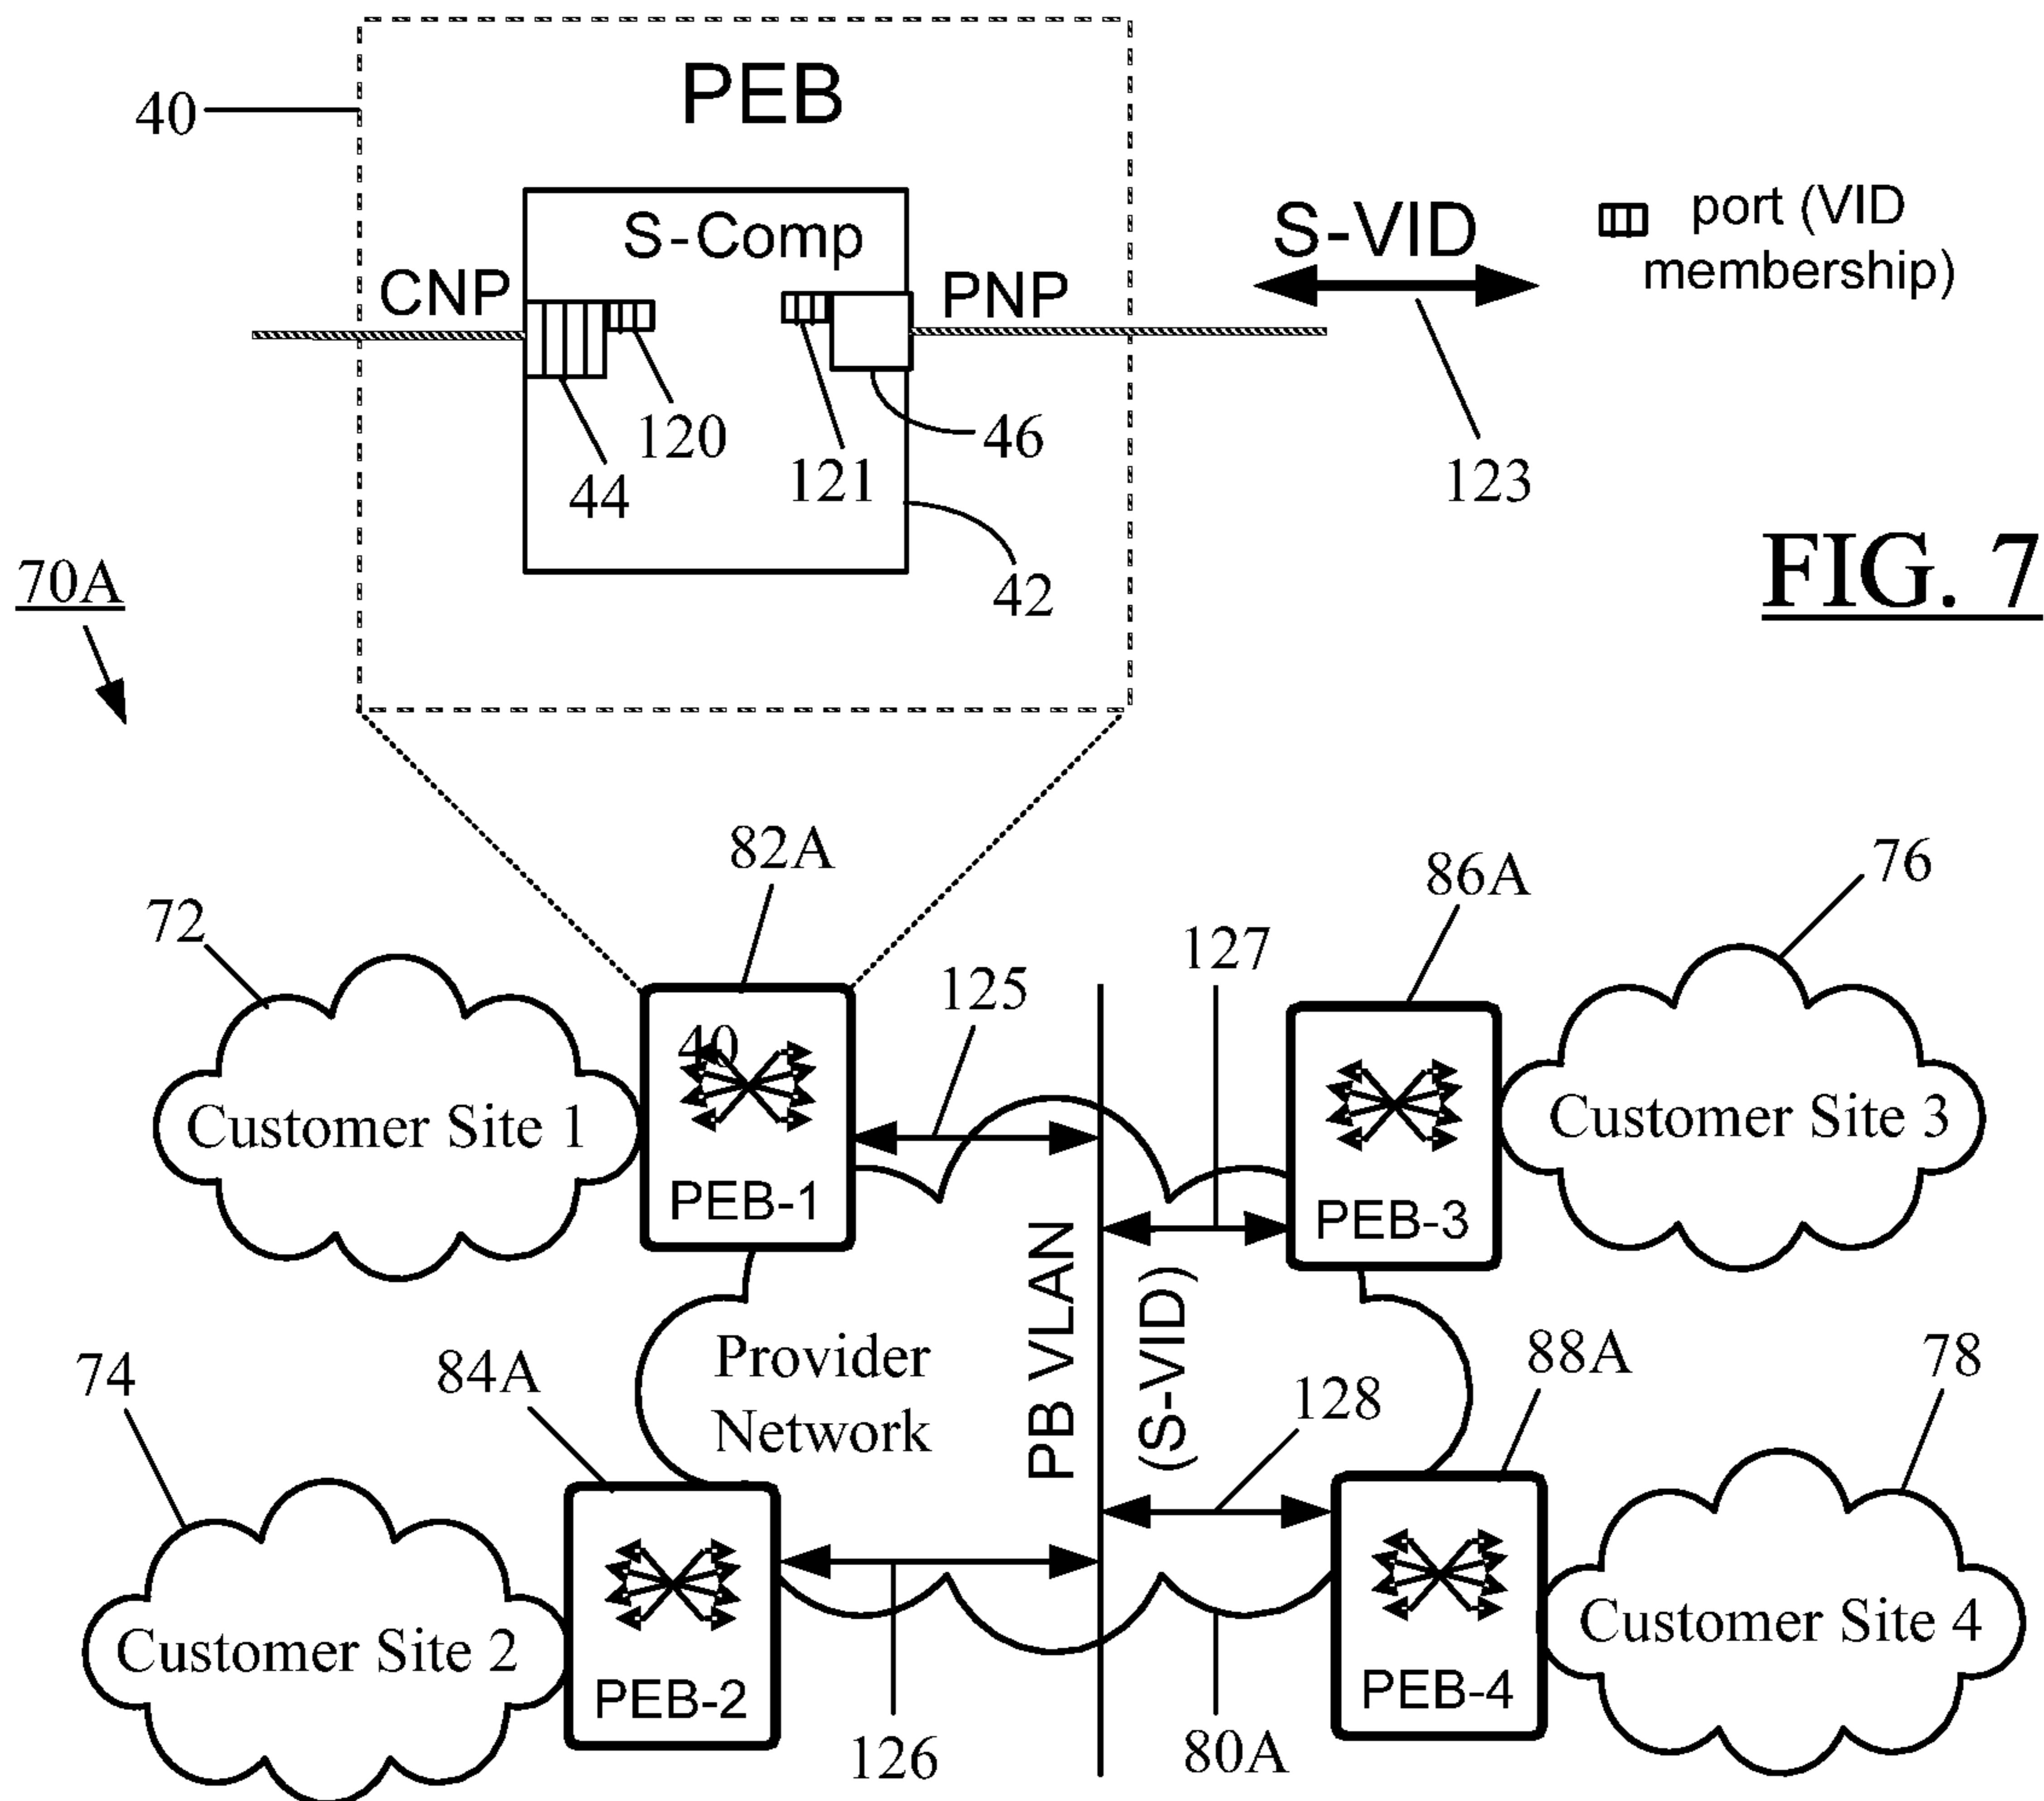 PEB
40
S-Comp
CNP
PNP
S-VID
port (VID
membership)
120
46
44
121
123
42
70A
FIG. 7
82A
86A
76
72
127
125
40
Customer Site 1
Customer Site 3
PEB-1
PEB-3
PB VLAN
(S-VID)
Provider
Network
74
84A
128
88A
78
Customer Site 2
Customer Site 4
PEB-2
PEB-4
126
80A